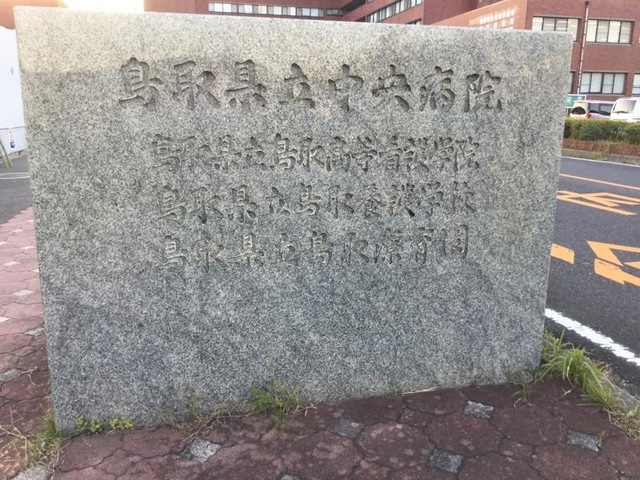 鳥取県立中央病院
鳥取県立鳥取高等看護学院
鳥取県立鳥取養護学校
鳥取県立鳥取療育園